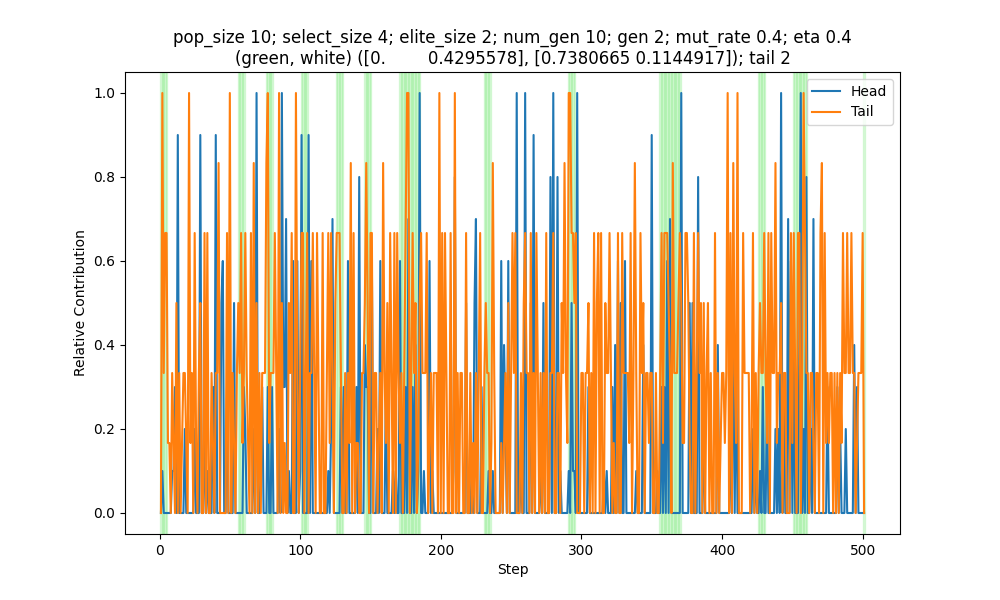 pop_size 10; select_size 4; elite_size 2; num_gen 10; gen 2; mut_rate 0.4; eta 0.4
(green, white) ([0.        0.4295578], [0.7380665 0.1144917]); tail 2
Head
Tail
1.0
0.8
0.6
0.4
0.2
0.0
Relative Contribution
0 100 200 300 400 500
Step